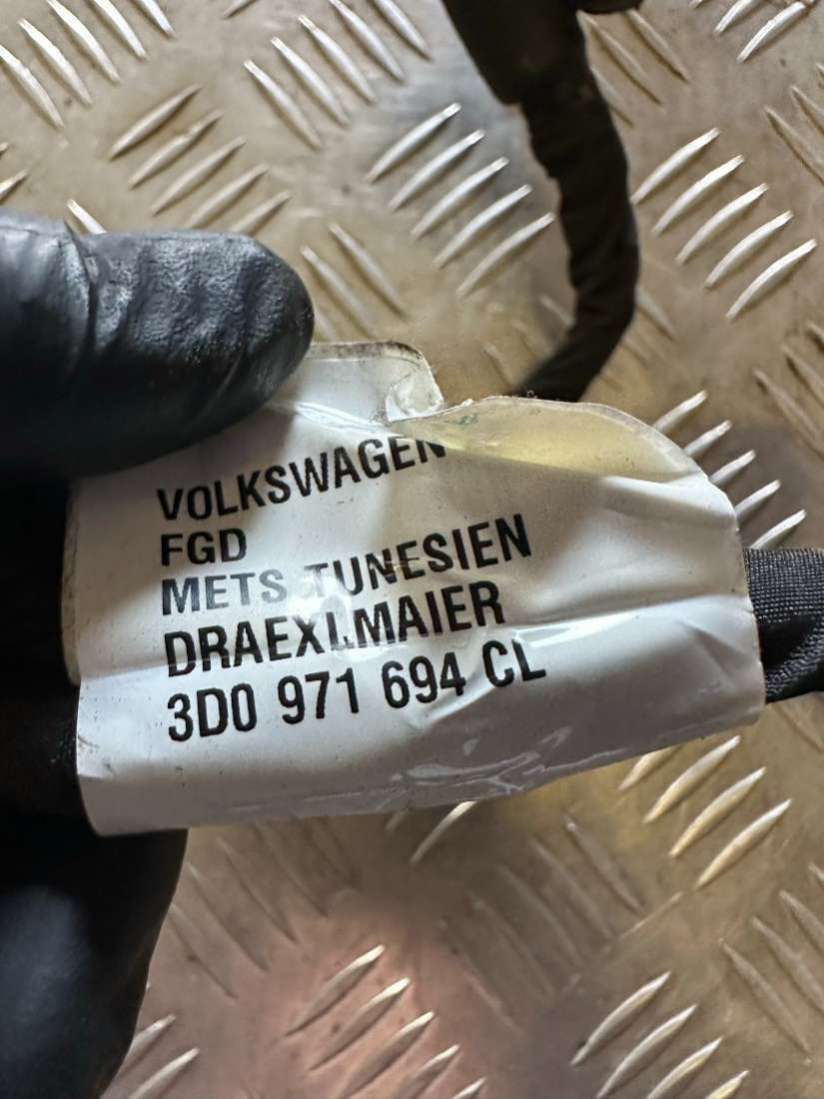 VOLKSWAGEN
FGD
METS TUNESIEN
DRAEXLMAIER
3D0 971 694 CL